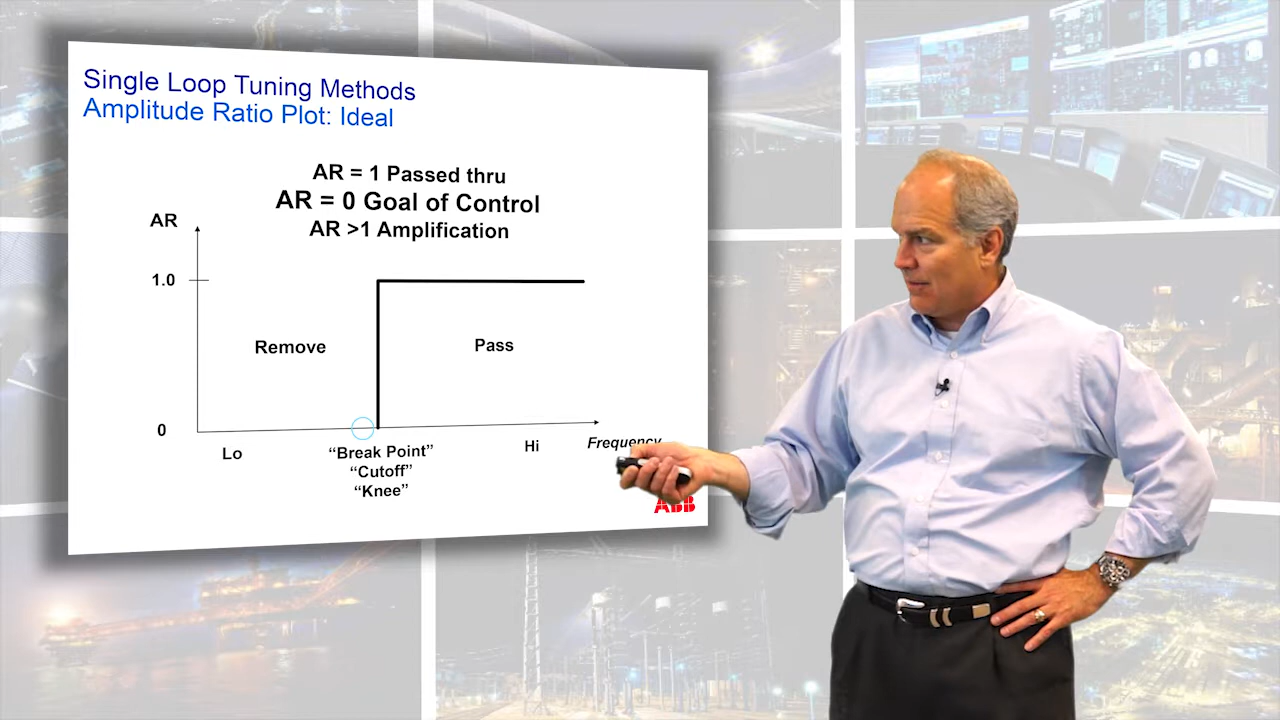 Single Loop Tuning Methods
Amplitude Ratio Plot: Ideal
AR = 1 Passed thru
AR = 0 Goal of Control
AR >1 Amplification
AR
1.0
Remove
Pass
0
Lo
“Break Point”
“Cutoff”
“Knee”
Hi
Frequency
ABB